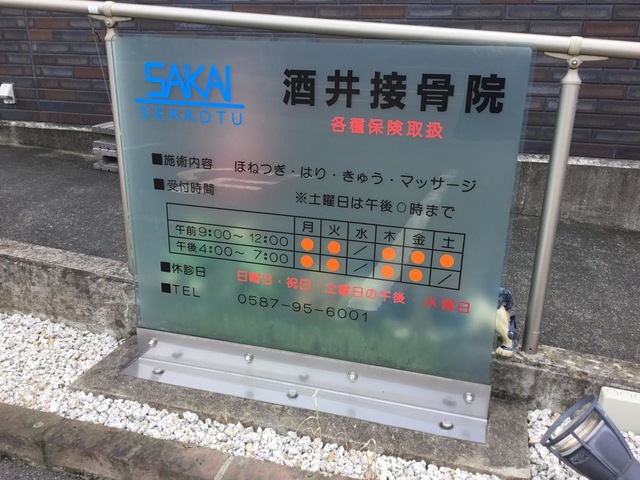 SAKAI
SEKKOTU
酒井接骨院
各種保険取扱
■施術内容 ほねつぎ・はり・きゅう・マッサージ
■受付時間 ※土曜日は午後0時まで
月 火 水 木 金 土
午前9:00〜12:00 ● ● / ● ● ●
午後4:00〜7:00 ● ● / ● ● /
■休診日 日曜日・祝日・土曜日の午後 水曜日
■TEL 0587-95-6001